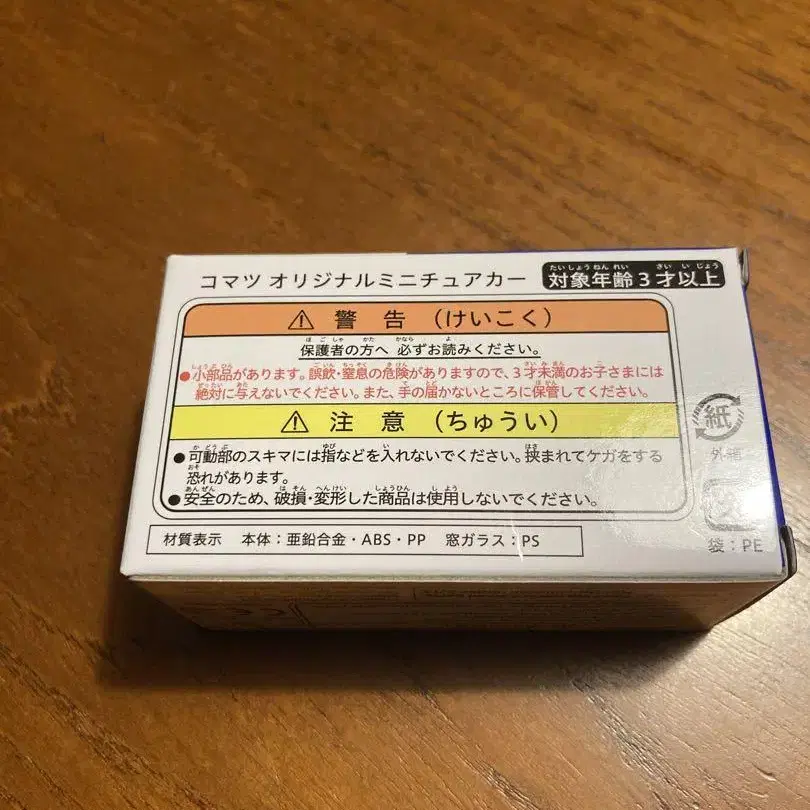 コマツ オリジナルミニチュアカー 対象年齢3才以上
警 告 (けいこく)
保護者の方へ 必ずお読みください。
●小部品があります。誤飲・窒息の危険がありますので、3才未満のお子さまには
絶対に与えないでください。また、手の届かないところに保管してください。
注 意 (ちゅうい)
●可動部のスキマには指などを入れないでください。挟まれてケガをする
恐れがあります。
●安全のため、破損・変形した商品は使用しないでください。
材質表示 本体:亜鉛合金・ABS・PP 窓ガラス:PS
紙
外箱
袋:PE